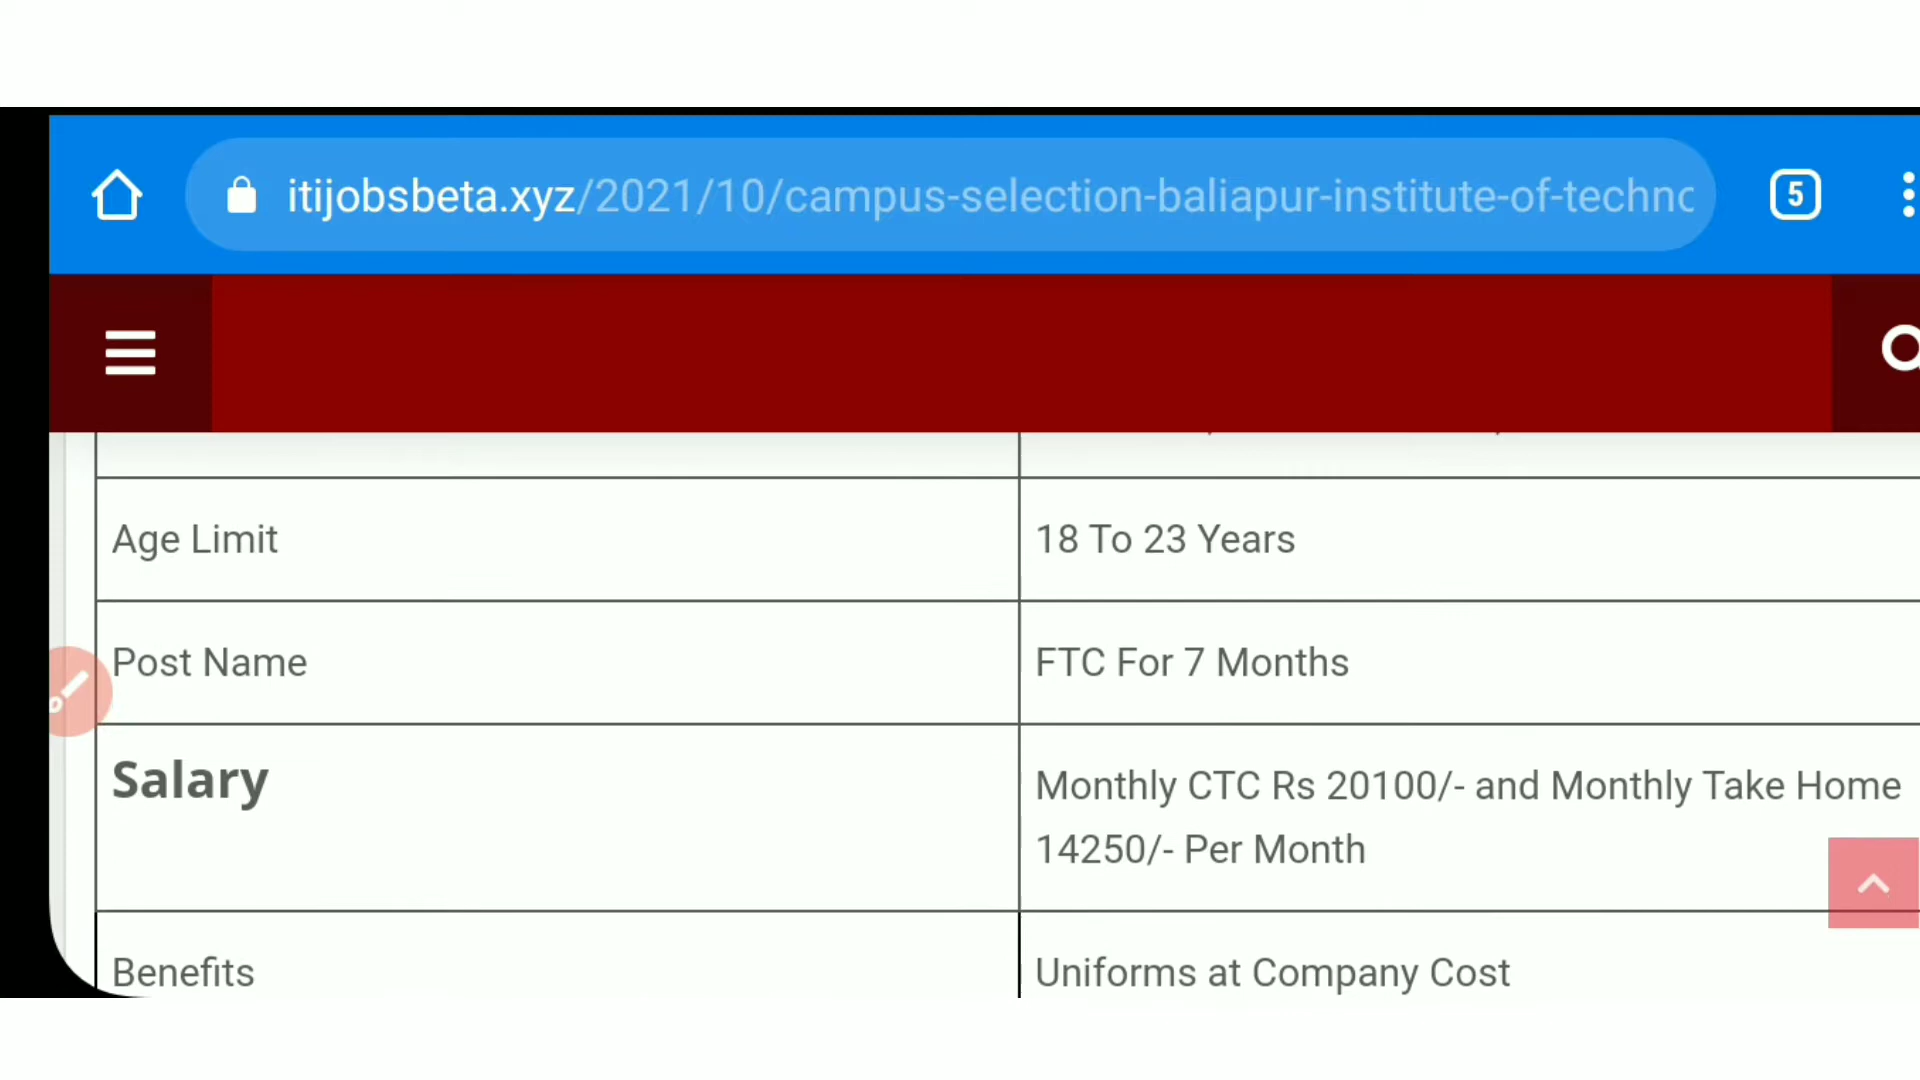 itijobsbeta.xyz/2021/10/campus-selection-baliapur-institute-of-techno
5
Age Limit
18 To 23 Years
Post Name
FTC For 7 Months
Salary
Monthly CTC Rs 20100/- and Monthly Take Home
14250/- Per Month
Benefits
Uniforms at Company Cost